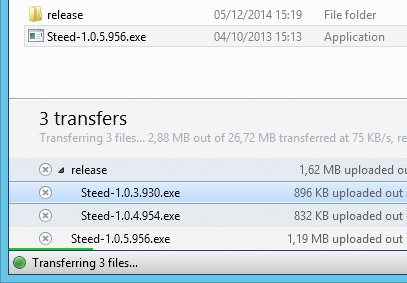 release 05/12/2014 15:19 File folder
Steed-1.0.5.956.exe 04/10/2013 15:13 Application
3 transfers
Transferring 3 files... 2,88 MB out of 26,72 MB transferred at 75 KB/s, re
release 1,62 MB uploaded out
Steed-1.0.3.930.exe 896 KB uploaded out
Steed-1.0.4.954.exe 832 KB uploaded out
Steed-1.0.5.956.exe 1,19 MB uploaded out
Transferring 3 files...